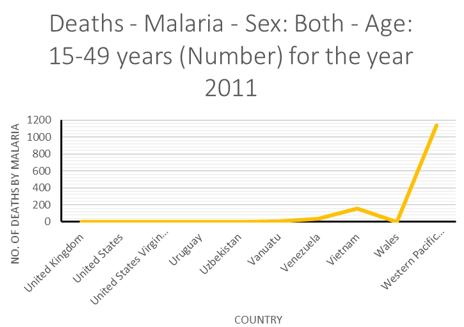 Deaths - Malaria - Sex: Both - Age:
15-49 years (Number) for the year
2011
NO. OF DEATHS BY MALARIA
1200
1000
800
600
400
200
0
United Kingdom
United States
United States Virgin…
Uruguay
Uzbekistan
Vanuatu
Venezuela
Vietnam
Wales
Western Pacific…
COUNTRY